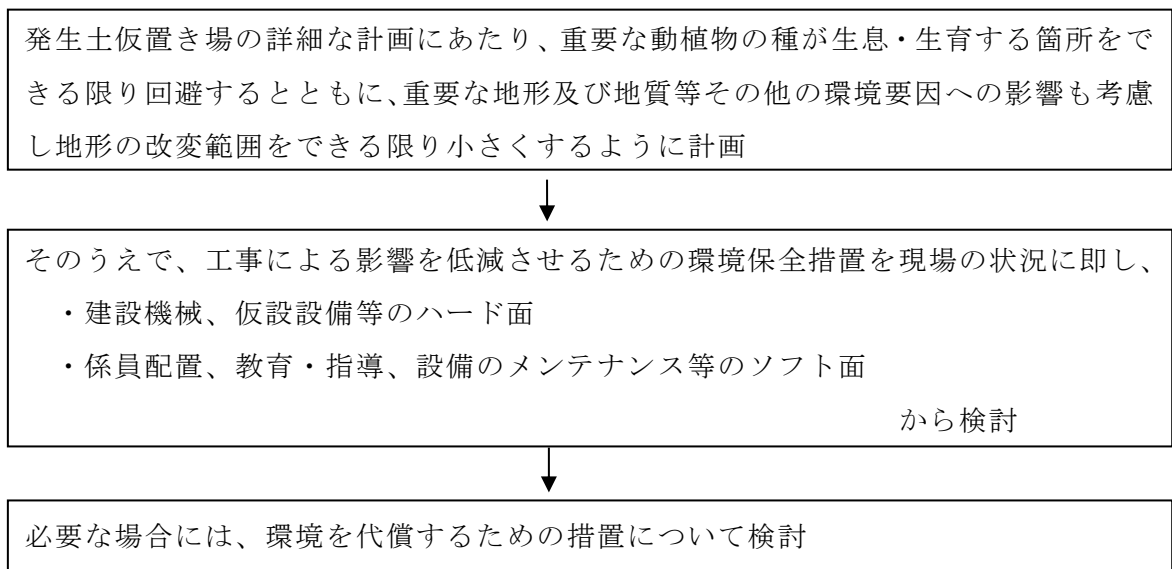 発生土仮置き場の詳細な計画にあたり、重要な動植物の種が生息・生育する箇所をで
きる限り回避するとともに、重要な地形及び地質等その他の環境要因への影響も考慮
し地形の改変範囲をできる限り小さくするように計画
そのうえで、工事による影響を低減させるための環境保全措置を現場の状況に即し、
・建設機械、仮設設備等のハード面
・係員配置、教育・指導、設備のメンテナンス等のソフト面
から検討
必要な場合には、環境を代償するための措置について検討